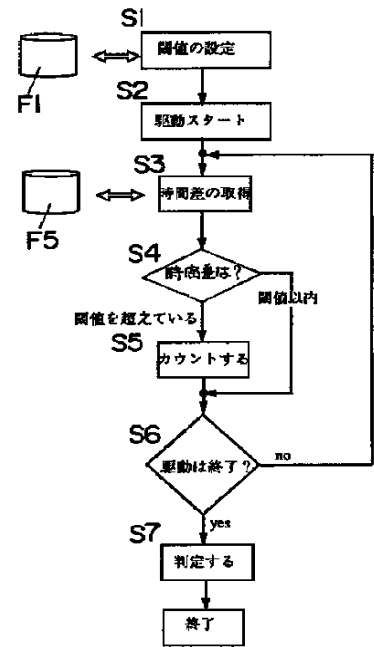 S1
閾値の設定
F1
S2
駆動スタート
S3
時間差の取得
F5
S4
時間差は？
閾値以内
閾値を超えている
S5
カウントする
S6
駆動は終了？
no
yes
S7
判定する
終了